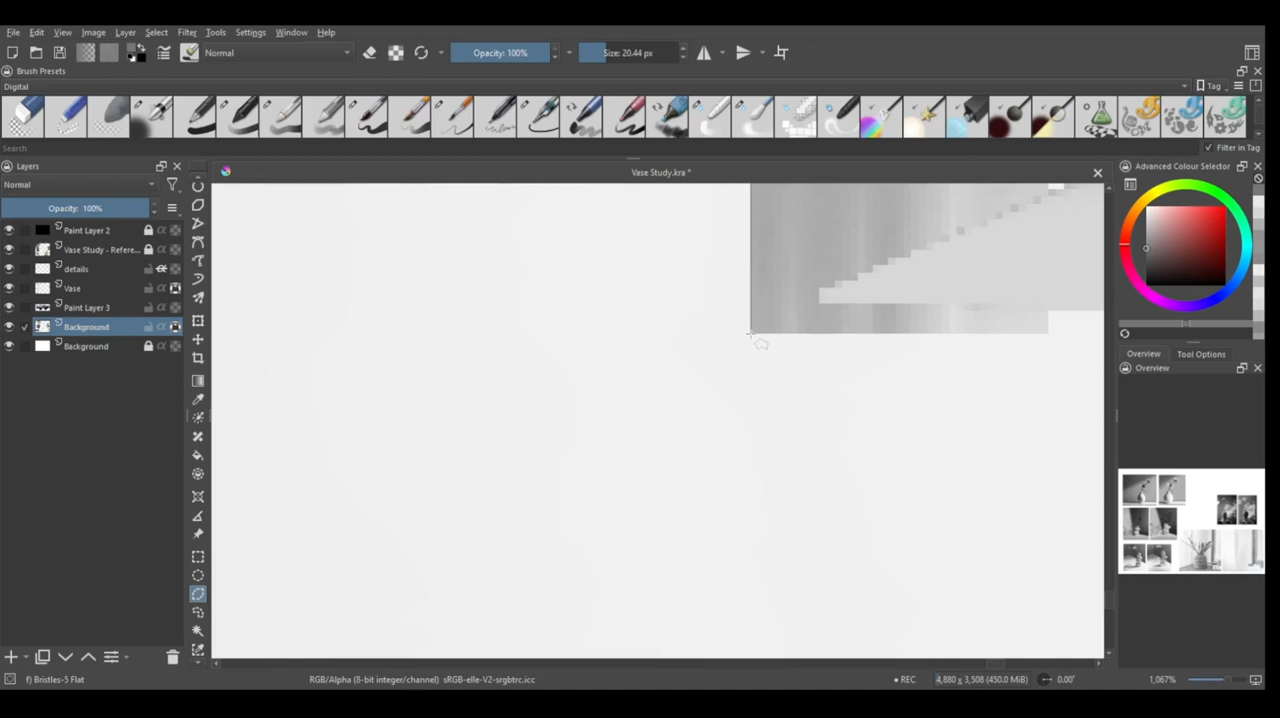 File Edit View Image Layer Select Filter Tools Settings Window Help
Normal Opacity: 100% Size: 20.44 px
Brush Presets
Digital Tag
Search Filter in Tag
Layers
Vase Study.kra *
Advanced Colour Selector
Normal
Opacity: 100%
Paint Layer 2
Vase Study - Refere...
details
Vase
Paint Layer 3
Background
Background
Overview Tool Options
Overview
f) Bristles-5 Flat RGB/Alpha (8-bit integer/channel) sRGB-elle-V2-srgbtrc.icc REC 4,880 x 3,508 (450.0 MiB) 0.00° 1,067%